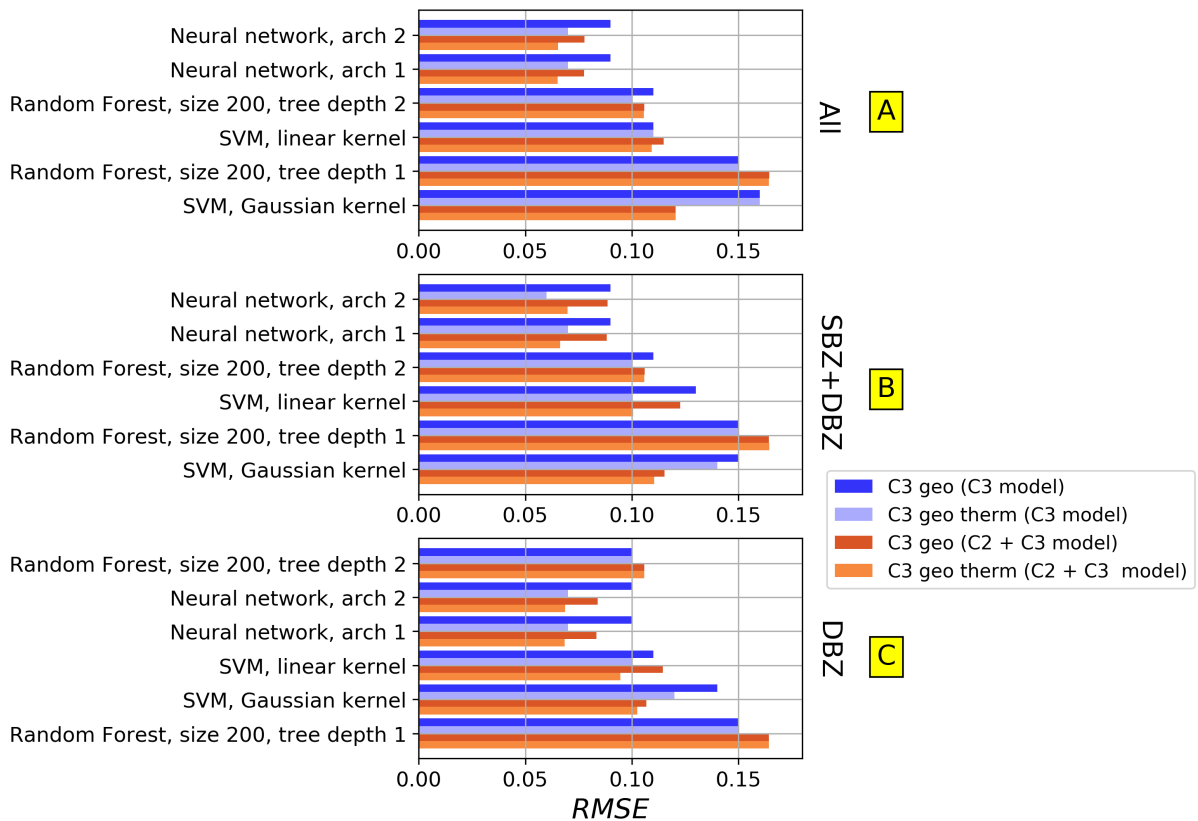 Neural network, arch 2
Neural network, arch 1
Random Forest, size 200, tree depth 2
SVM, linear kernel
Random Forest, size 200, tree depth 1
SVM, Gaussian kernel
0.00 0.05 0.10 0.15
All
A
Neural network, arch 2
Neural network, arch 1
Random Forest, size 200, tree depth 2
SVM, linear kernel
Random Forest, size 200, tree depth 1
SVM, Gaussian kernel
0.00 0.05 0.10 0.15
SBZ+DBZ
B
C3 geo (C3 model)
C3 geo therm (C3 model)
C3 geo (C2 + C3 model)
C3 geo therm (C2 + C3 model)
Random Forest, size 200, tree depth 2
Neural network, arch 2
Neural network, arch 1
SVM, linear kernel
SVM, Gaussian kernel
Random Forest, size 200, tree depth 1
0.00 0.05 0.10 0.15
RMSE
DBZ
C